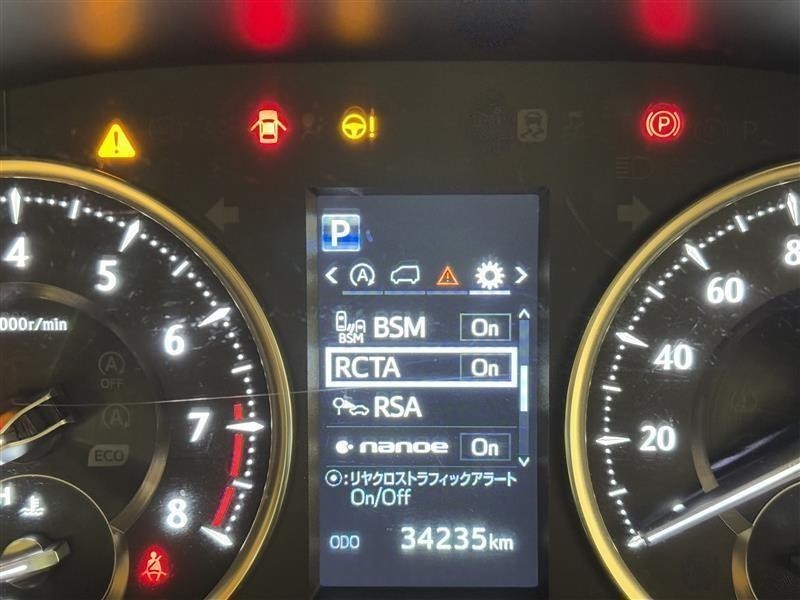 P
P
A
BSM
BSM On
RCTA On
RSA
nanoe On
:リヤクロストラフィックアラート
On/Off
ODO 34235km
4
5
6
7
8
000r/min
A
OFF
A
ECO
H
20
40
60
8